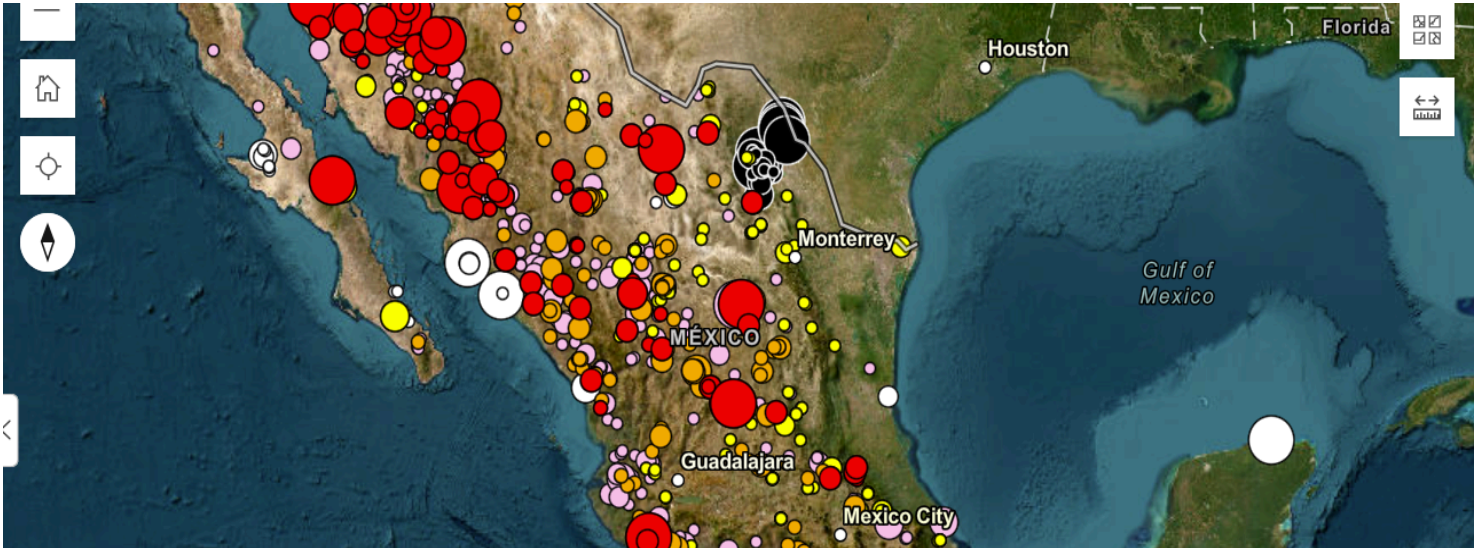 Florida
Houston
Monterrey
Gulf of
Mexico
MÉXICO
Guadalajara
Mexico City